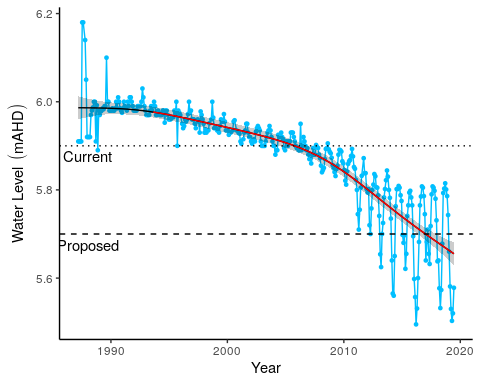 6.2
6.0
5.8
5.6
Water Level (mAHD)
Current
Proposed
1990
2000
2010
2020
Year